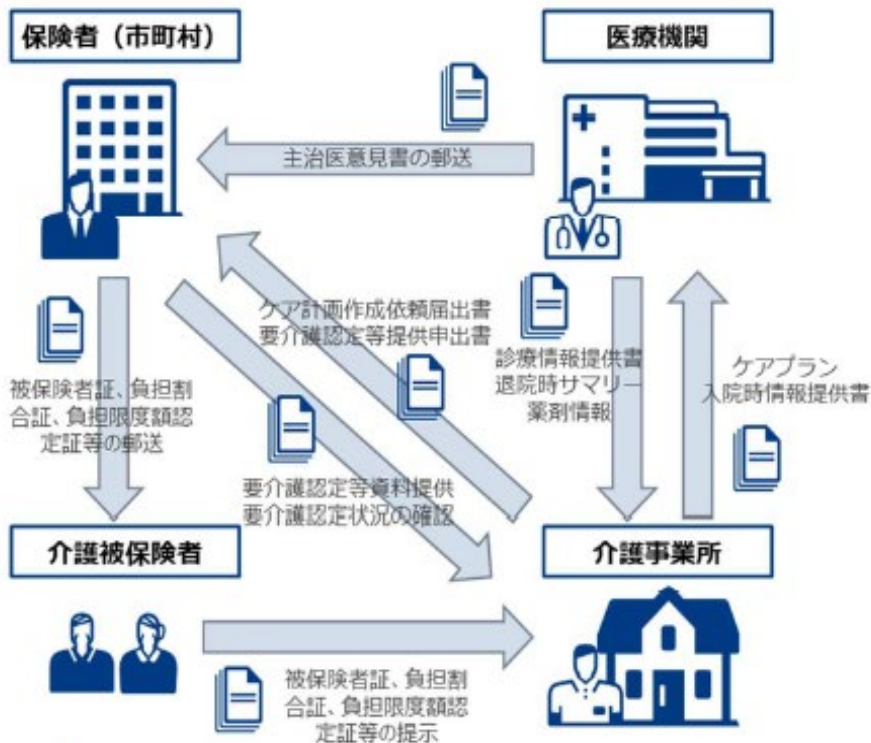 保険者（市町村）
医療機関
主治医意見書の郵送
ケア計画作成依頼届出書
要介護認定等提供申出書
診療情報提供書
退院時サマリー
薬剤情報
ケアプラン
入院時情報提供書
被保険者証、負担割
合証、負担限度額認
定証等の郵送
要介護認定等資料提供
要介護認定状況の確認
介護被保険者
介護事業所
被保険者証、負担割
合証、負担限度額認
定証等の提示